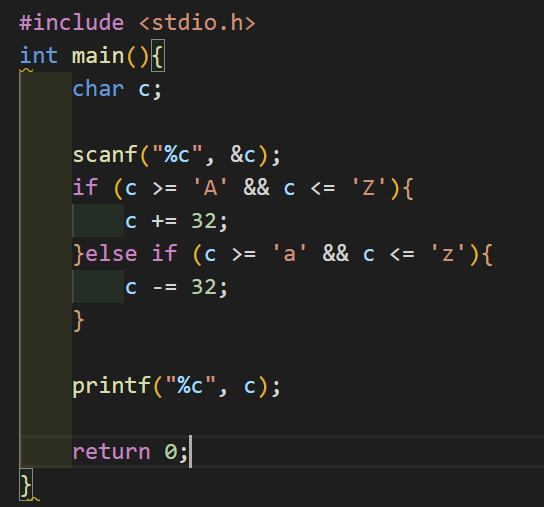 #include <stdio.h>
int main(){
    char c;

    scanf("%c", &c);
    if (c >= 'A' && c <= 'Z'){
        c += 32;
    }else if (c >= 'a' && c <= 'z'){
        c -= 32;
    }

    printf("%c", c);

    return 0;
}